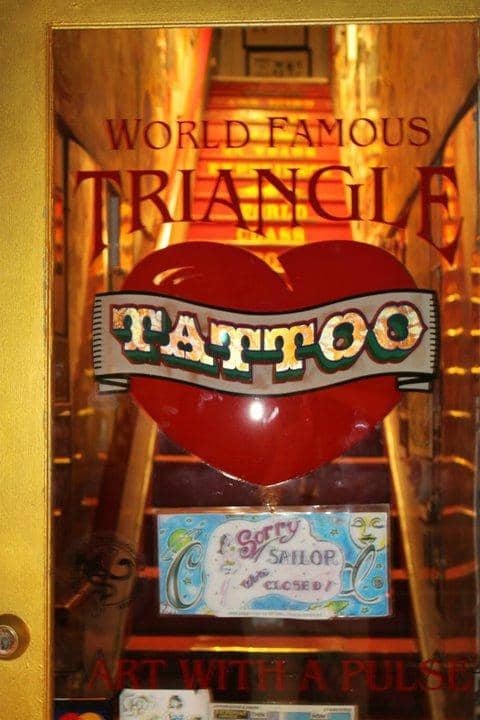 WORLD FAMOUS
TRIANGLE
TATTOO
Sorry
SAILOR
we're
CLOSED!
ART WITH A PULSE